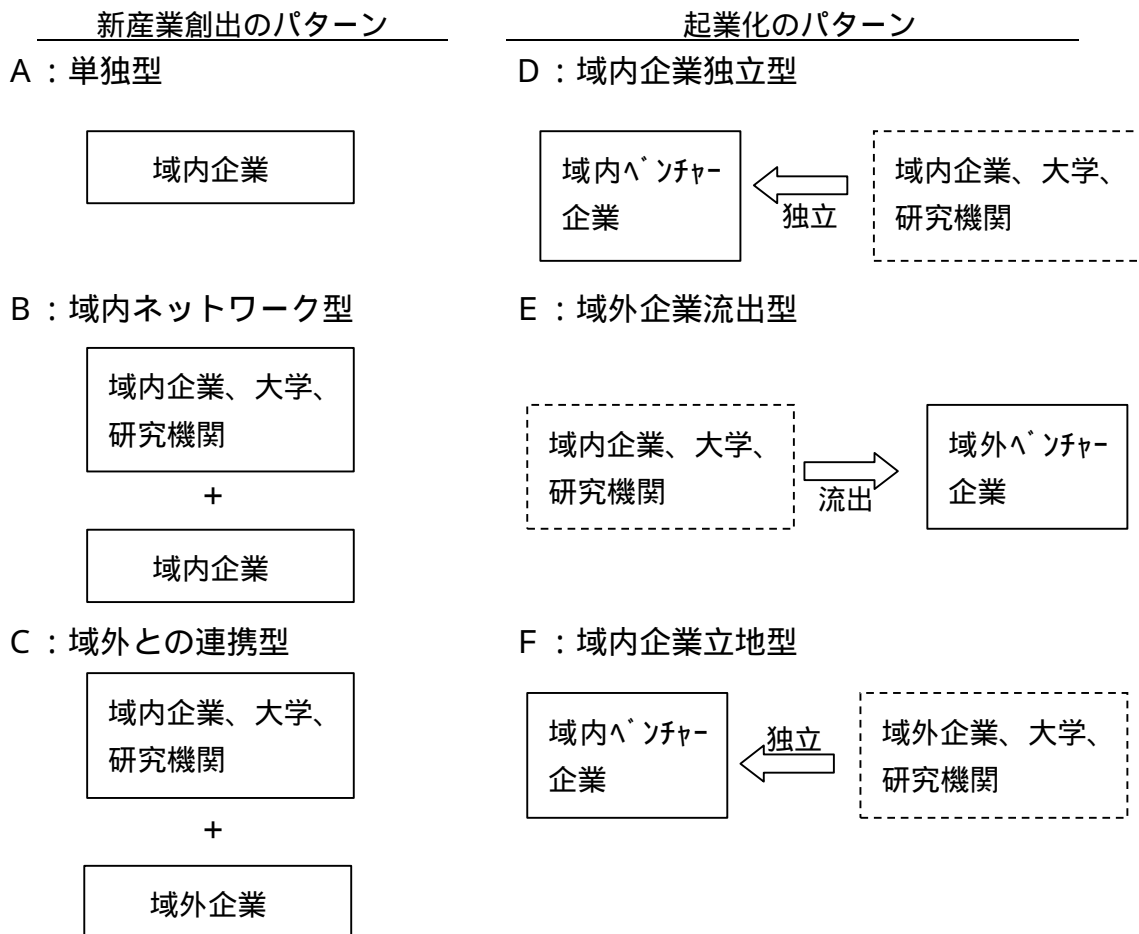 新産業創出のパターン
A：単独型
域内企業
B：域内ネットワーク型
域内企業、大学、
研究機関
+
域内企業
C：域外との連携型
域内企業、大学、
研究機関
+
域外企業
起業化のパターン
D：域内企業独立型
域内ﾍﾞﾝﾁｬｰ
企業
独立
域内企業、大学、
研究機関
E：域外企業流出型
域内企業、大学、
研究機関
流出
域外ﾍﾞﾝﾁｬｰ
企業
F：域内企業立地型
域内ﾍﾞﾝﾁｬｰ
企業
独立
域外企業、大学、
研究機関